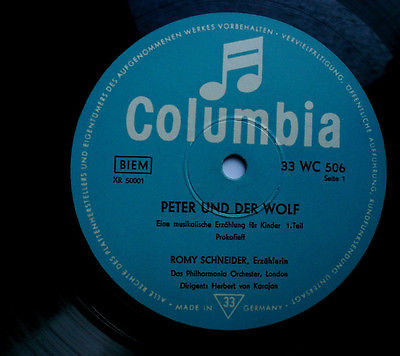 ALLE RECHTE DES PLATTENHERSTELLERS UND EIGENTÜMERS DES AUFGENOMMENEN WERKES VORBEHALTEN · VERVIELFÄLTIGUNG, ÖFFENTLICHE AUFFÜHRUNG, RUNDFUNKSENDUNG UNTERSAGT
Columbia
BIEM
33 WC 506
XR 50001
Seite 1
PETER UND DER WOLF
Eine musikalische Erzählung für Kinder 1.Teil
Prokofieff
ROMY SCHNEIDER, Erzählerin
Das Philharmonia Orchester, London
Dirigent: Herbert von Karajan
MADE IN 33 GERMANY